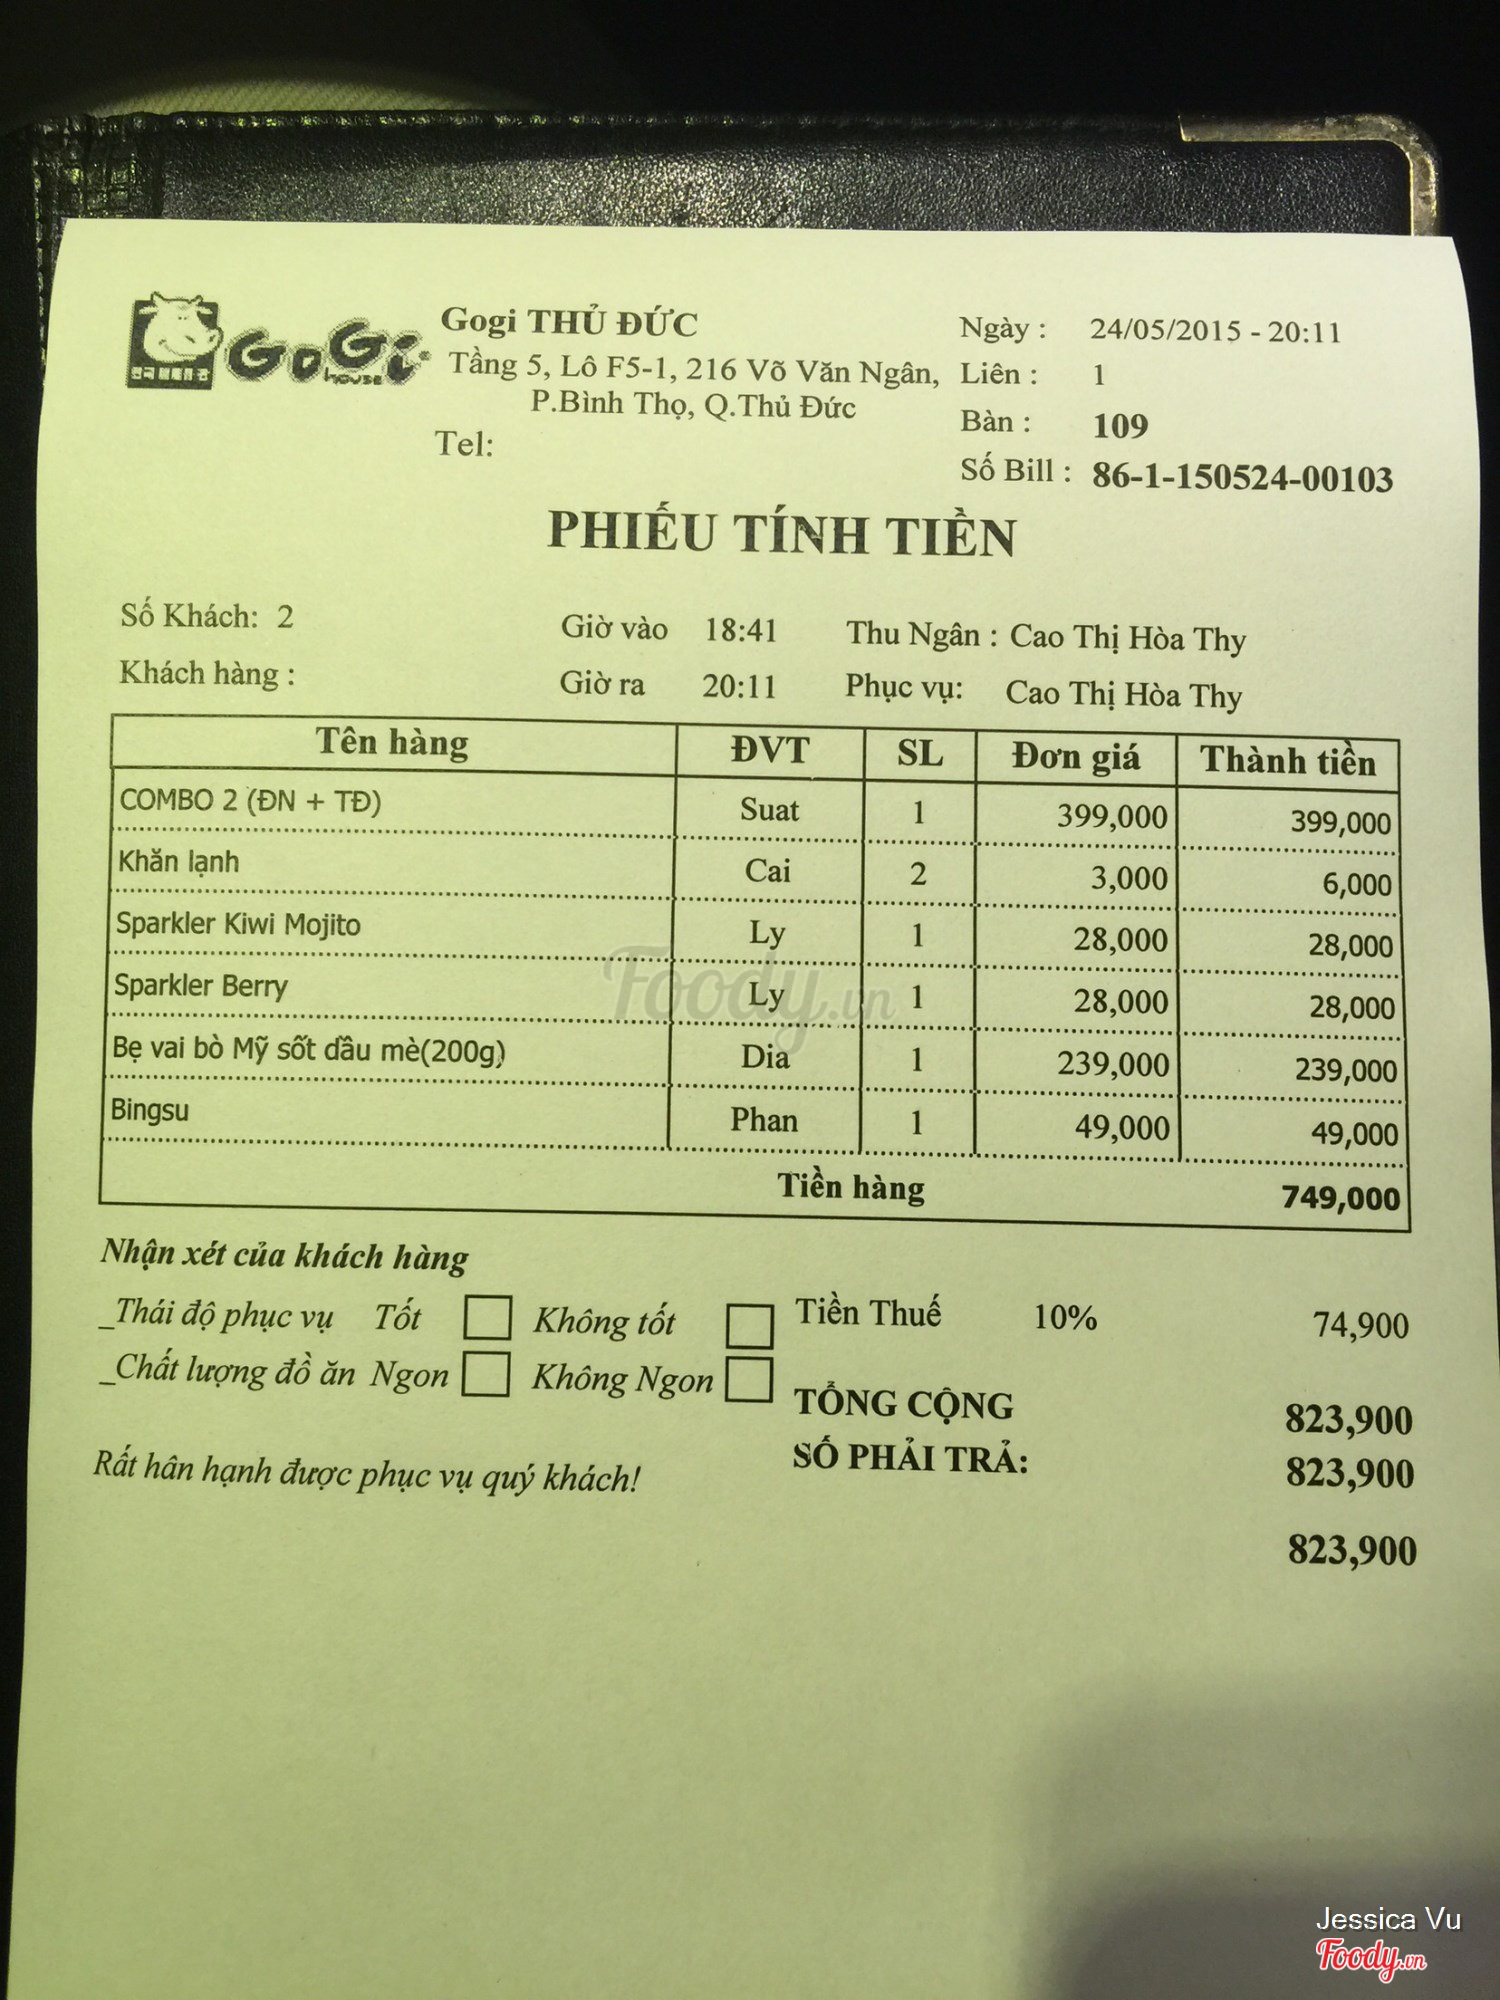 GoGi house
Gogi THỦ ĐỨC
Tầng 5, Lô F5-1, 216 Võ Văn Ngân,
P.Bình Thọ, Q.Thủ Đức
Tel:
Ngày : 24/05/2015 - 20:11
Liên : 1
Bàn : 109
Số Bill : 86-1-150524-00103
PHIẾU TÍNH TIỀN
Số Khách: 2 Giờ vào 18:41 Thu Ngân : Cao Thị Hòa Thy
Khách hàng : Giờ ra 20:11 Phục vụ: Cao Thị Hòa Thy
Tên hàng ĐVT SL Đơn giá Thành tiền
COMBO 2 (ĐN + TĐ) Suat 1 399,000 399,000
Khăn lạnh Cai 2 3,000 6,000
Sparkler Kiwi Mojito Ly 1 28,000 28,000
Sparkler Berry Ly 1 28,000 28,000
Bẹ vai bò Mỹ sốt dầu mè(200g) Dia 1 239,000 239,000
Bingsu Phan 1 49,000 49,000
Tiền hàng 749,000
Nhận xét của khách hàng
_Thái độ phục vụ Tốt Không tốt Tiền Thuế 10% 74,900
_Chất lượng đồ ăn Ngon Không Ngon
TỔNG CỘNG 823,900
Rất hân hạnh được phục vụ quý khách!
SỐ PHẢI TRẢ: 823,900
823,900
Foody.vn
Jessica Vu
Foody.vn